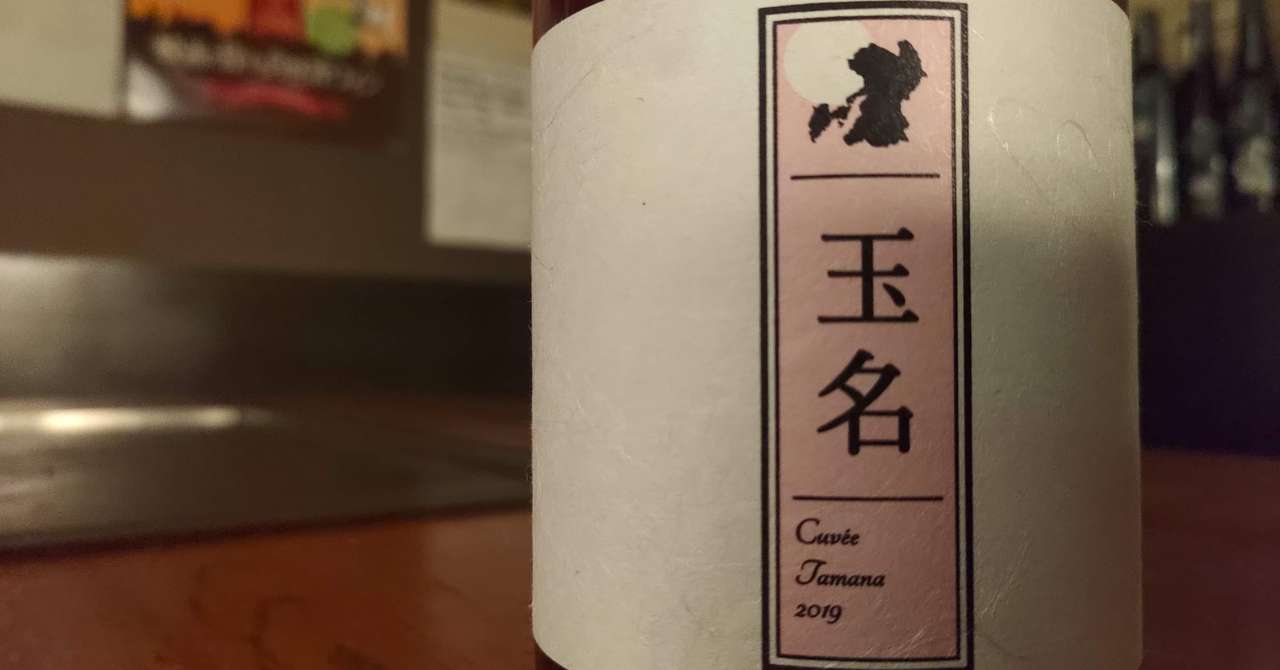 玉名
Cuvée
Tamana
2019